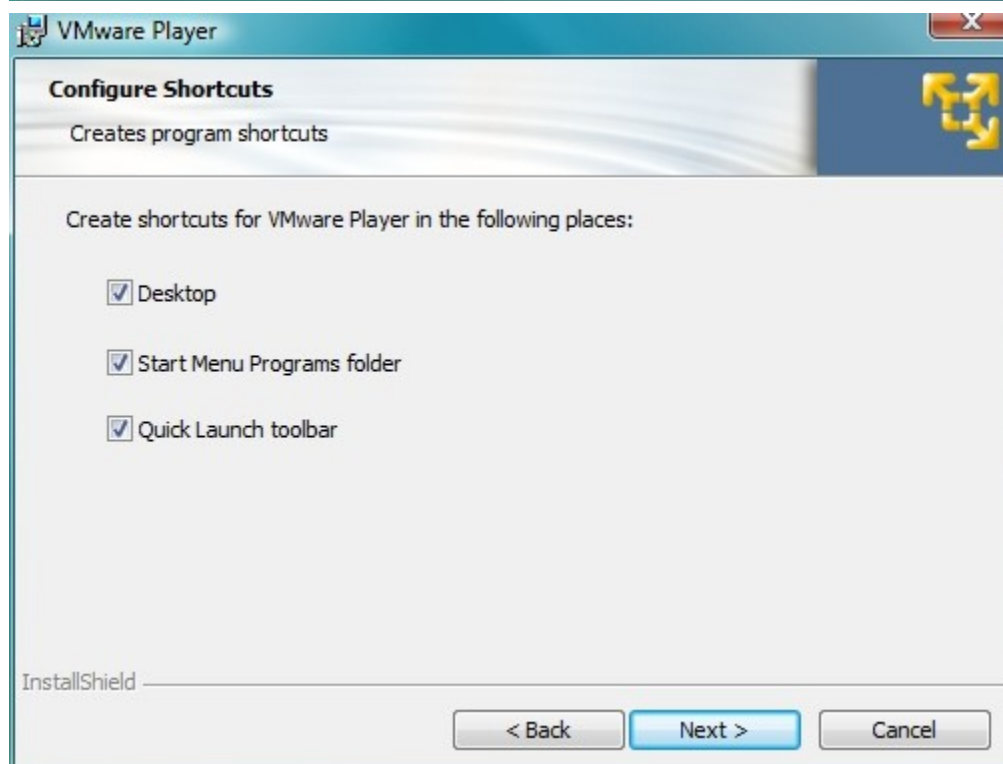 VMware Player
Configure Shortcuts
Creates program shortcuts
Create shortcuts for VMware Player in the following places:
Desktop
Start Menu Programs folder
Quick Launch toolbar
InstallShield
< Back Next > Cancel